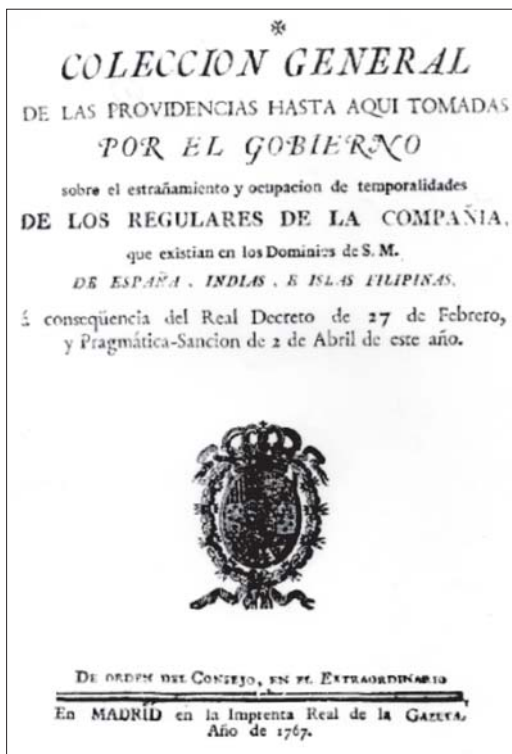 COLECCION GENERAL
DE LAS PROVIDENCIAS HASTA AQUI TOMADAS
POR EL GOBIERNO
sobre el estrañamiento y ocupacion de temporalidades
DE LOS REGULARES DE LA COMPAÑIA,
que existian en los Dominios de S. M.
DE ESPAÑA, INDIAS, E ISLAS FILIPINAS,
á conseqüencia del Real Decreto de 27 de Febrero,
y Pragmática-Sancion de 2 de Abril de este año.
DE ORDEN DEL CONSEJO, EN EL EXTRAORDINARIO
En MADRID en la Imprenta Real de la GAZETA.
Año de 1767.